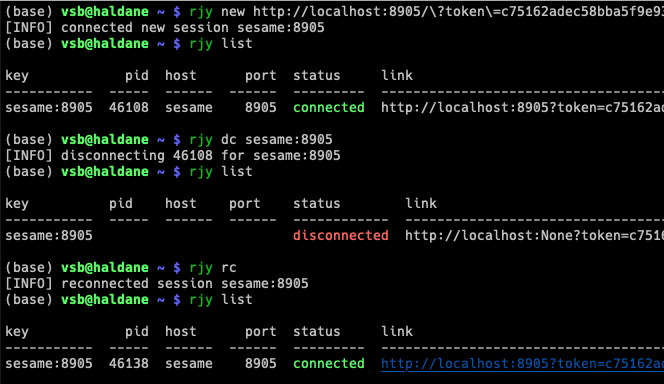 (base) vsb@haldane ~ $ rjy new http://localhost:8905/\?token\=c75162adec58bba5f9e93
[INFO] connected new session sesame:8905
(base) vsb@haldane ~ $ rjy list
key pid host port status link
----------- ----- ------ ------ --------- --------------------------
sesame:8905 46108 sesame 8905 connected http://localhost:8905?token=c75162ad
(base) vsb@haldane ~ $ rjy dc sesame:8905
[INFO] disconnecting 46108 for sesame:8905
(base) vsb@haldane ~ $ rjy list
key pid host port status link
----------- ----- ------ ------ ------------ --------------------------
sesame:8905 disconnected http://localhost:None?token=c7516
(base) vsb@haldane ~ $ rjy rc
[INFO] reconnected session sesame:8905
(base) vsb@haldane ~ $ rjy list
key pid host port status link
----------- ----- ------ ------ --------- --------------------------
sesame:8905 46138 sesame 8905 connected http://localhost:8905?token=c75162ad